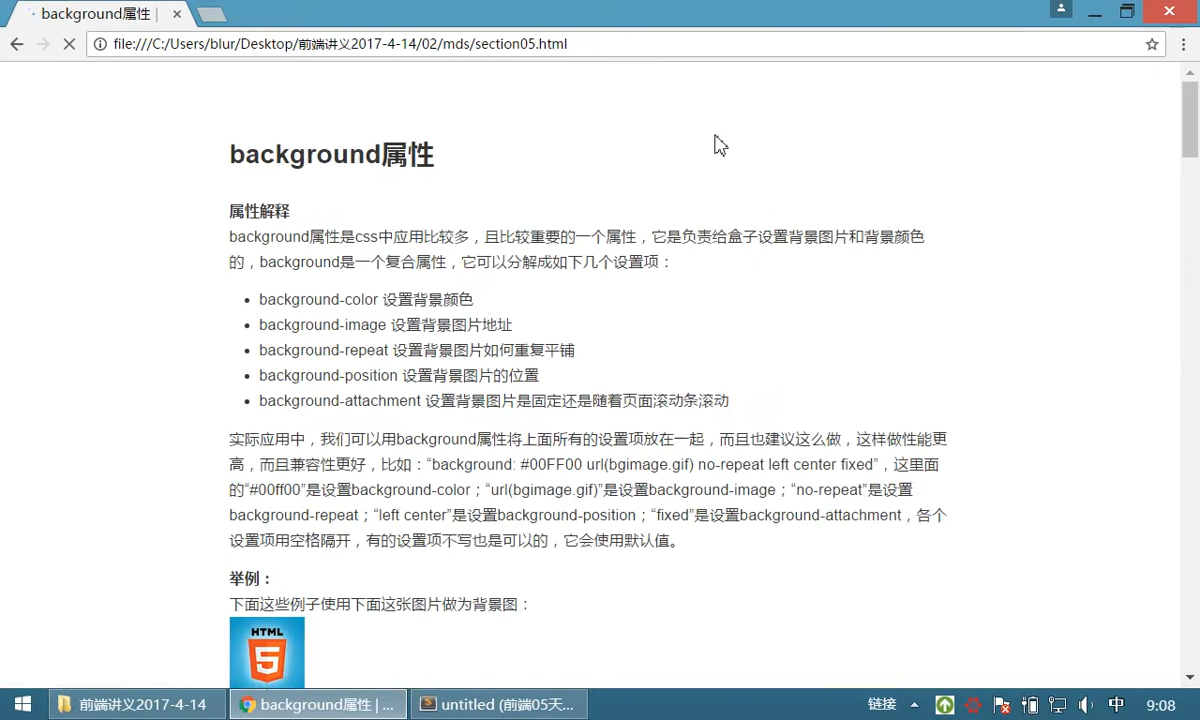 background属性 |
file:///C:/Users/blur/Desktop/前端讲义2017-4-14/02/mds/section05.html
background属性
属性解释
background属性是css中应用比较多，且比较重要的一个属性，它是负责给盒子设置背景图片和背景颜色
的，background是一个复合属性，它可以分解成如下几个设置项：
• background-color 设置背景颜色
• background-image 设置背景图片地址
• background-repeat 设置背景图片如何重复平铺
• background-position 设置背景图片的位置
• background-attachment 设置背景图片是固定还是随着页面滚动条滚动
实际应用中，我们可以用background属性将上面所有的设置项放在一起，而且也建议这么做，这样做性能更
高，而且兼容性更好，比如：“background: #00FF00 url(bgimage.gif) no-repeat left center fixed”，这里面
的“#00ff00”是设置background-color；“url(bgimage.gif)”是设置background-image；“no-repeat”是设置
background-repeat；“left center”是设置background-position；“fixed”是设置background-attachment，各个
设置项用空格隔开，有的设置项不写也是可以的，它会使用默认值。
举例：
下面这些例子使用下面这张图片做为背景图：
HTML
5
前端讲义2017-4-14
background属性 | ...
untitled (前端05天...
链接
中
9:08